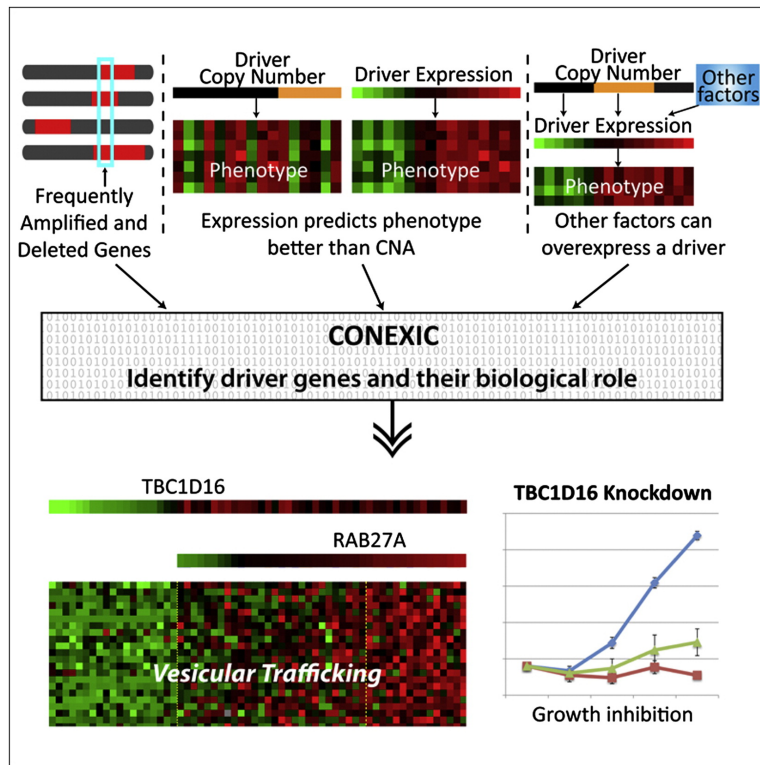 Driver
Copy Number
Phenotype
Driver Expression
Phenotype
Driver
Copy Number
Other
factors
Driver Expression
Phenotype
Frequently
Amplified and
Deleted Genes
Expression predicts phenotype
better than CNA
Other factors can
overexpress a driver
CONEXIC
Identify driver genes and their biological role
TBC1D16
RAB27A
Vesicular Trafficking
TBC1D16 Knockdown
Growth inhibition